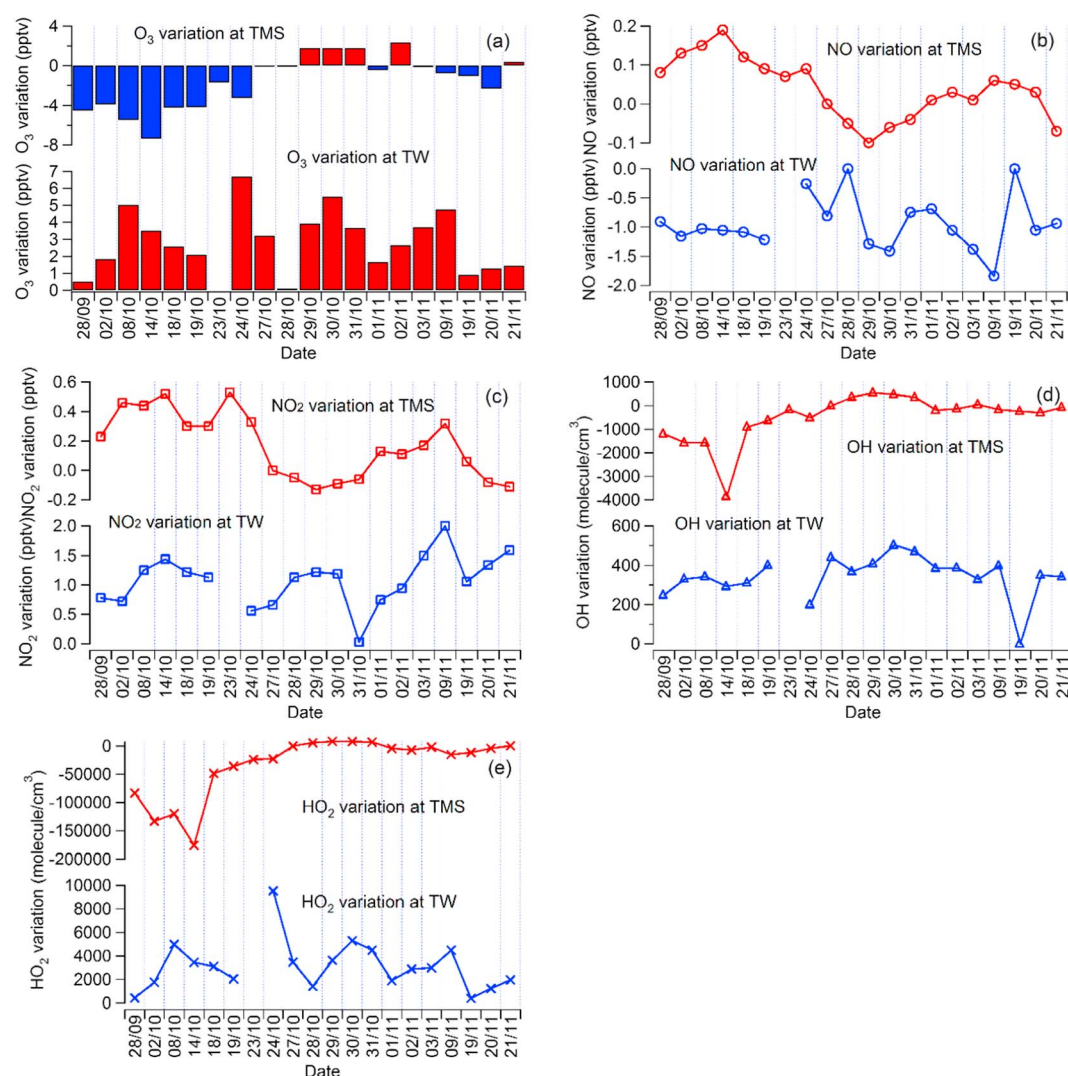 O3 variation at TMS
(a)
O3 variation (pptv)
4
0
-4
-8
O3 variation at TW
O3 variation (pptv)
7
6
5
4
3
2
1
0
28/09 02/10 08/10 14/10 18/10 19/10 23/10 24/10 27/10 28/10 29/10 30/10 31/10 01/11 02/11 03/11 09/11 19/11 20/11 21/11
Date
NO variation at TMS
(b)
NO variation (pptv)
0.2
0.1
0.0
-0.1
NO variation at TW
NO variation (pptv)
0.0
-0.5
-1.0
-1.5
-2.0
28/09 02/10 08/10 14/10 18/10 19/10 23/10 24/10 27/10 28/10 29/10 30/10 31/10 01/11 02/11 03/11 09/11 19/11 20/11 21/11
Date
NO2 variation at TMS
(c)
NO2 variation (pptv)
0.6
0.4
0.2
0.0
-0.2
NO2 variation at TW
NO2 variation (pptv)
2.0
1.5
1.0
0.5
0.0
28/09 02/10 08/10 14/10 18/10 19/10 23/10 24/10 27/10 28/10 29/10 30/10 31/10 01/11 02/11 03/11 09/11 19/11 20/11 21/11
Date
(d)
OH variation at TMS
1000
0
-1000
-2000
-3000
-4000
OH variation (molecule/cm3)
OH variation at TW
600
400
200
0
28/09 02/10 08/10 14/10 18/10 19/10 23/10 24/10 27/10 28/10 29/10 30/10 31/10 01/11 02/11 03/11 09/11 19/11 20/11 21/11
Date
(e)
HO2 variation at TMS
0
-50000
-100000
-150000
-200000
HO2 variation (molecule/cm3)
HO2 variation at TW
10000
8000
6000
4000
2000
0
28/09 02/10 08/10 14/10 18/10 19/10 23/10 24/10 27/10 28/10 29/10 30/10 31/10 01/11 02/11 03/11 09/11 19/11 20/11 21/11
Date